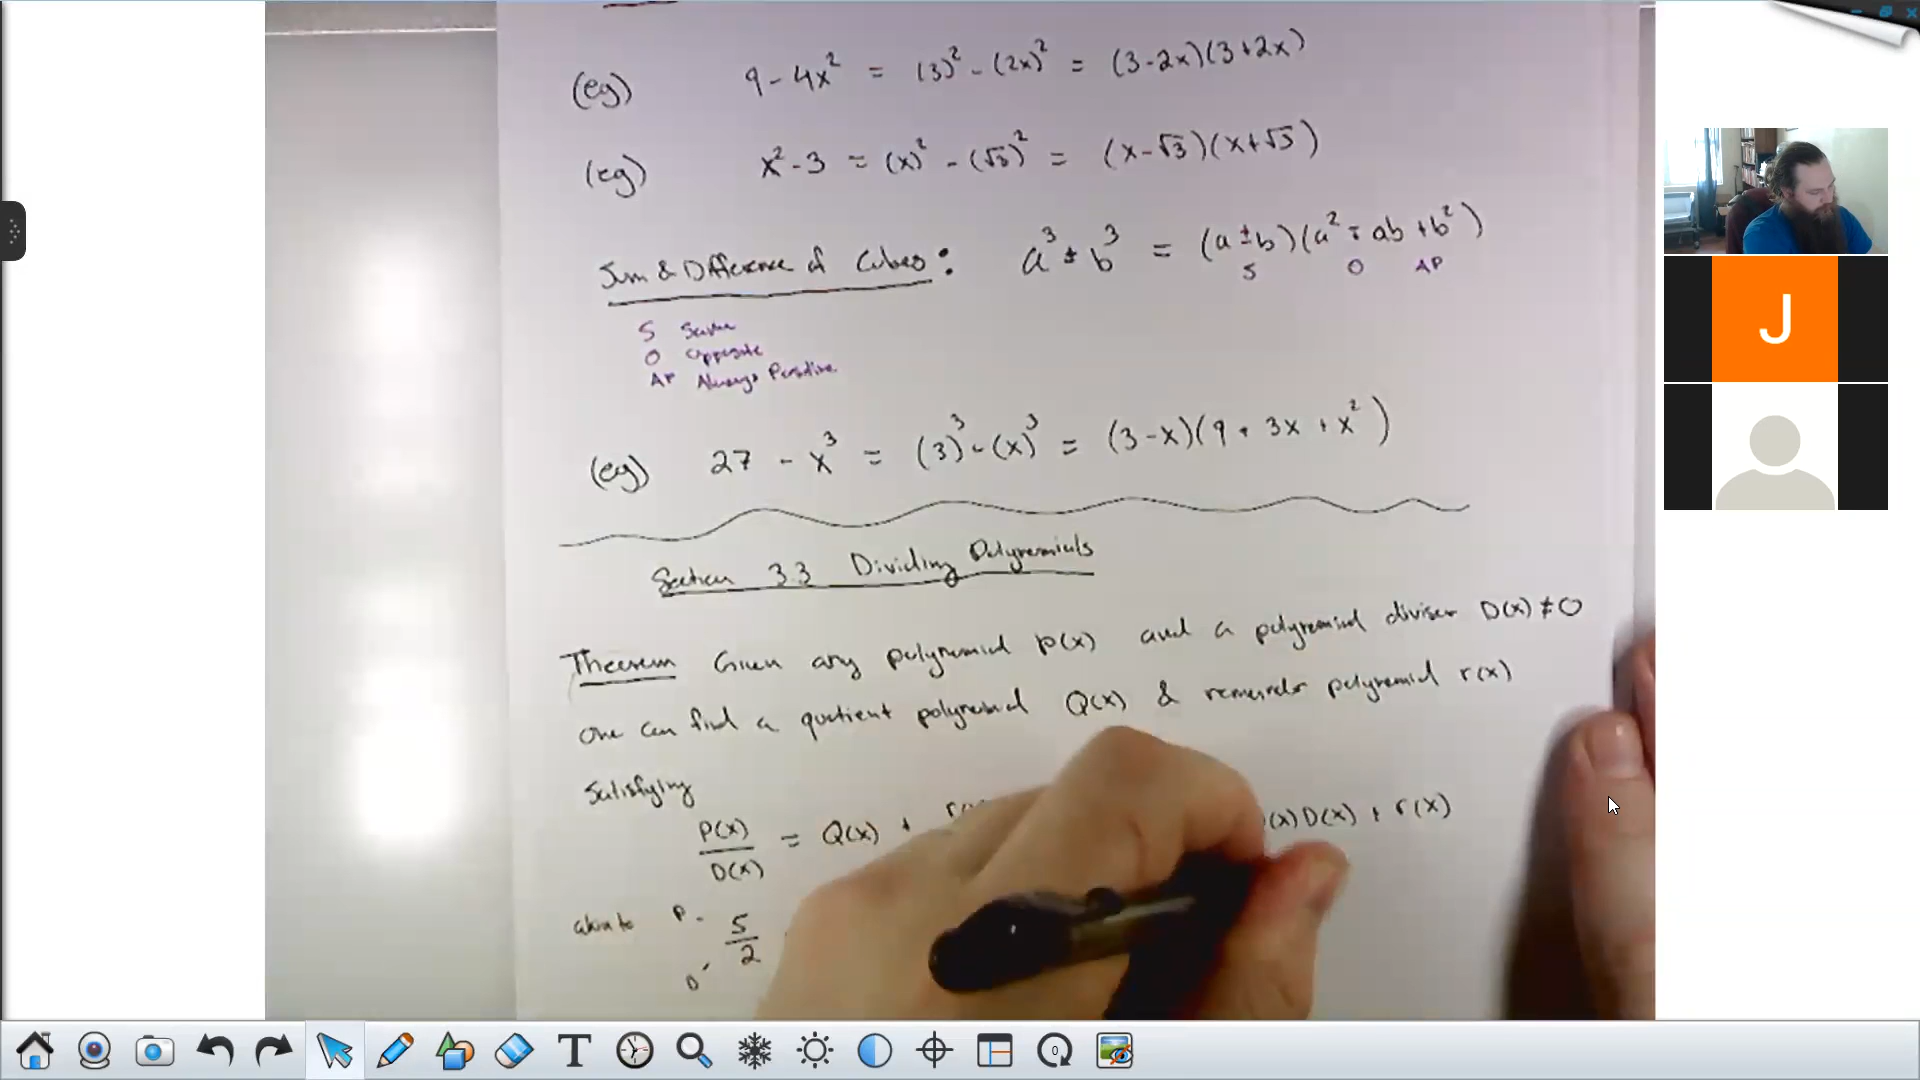 (eg) 9 - 4x² = (3)² - (2x)² = (3-2x)(3+2x)
(eg) x² - 3 = (x)² - (√3)² = (x-√3)(x+√3)
Sum & Difference of Cubes: a³ ± b³ = (a ± b)(a² ∓ ab + b²)
S O AP
S Same
O Opposite
AP Always Positive
(eg) 27 - x³ = (3)³ - (x)³ = (3-x)(9 + 3x + x²)
Section 3.3 Dividing Polynomials
Theorem Given any polynomial p(x) and a polynomial divisor D(x) ≠ 0
one can find a quotient polynomial Q(x) & remainder polynomial r(x)
Satisfying
P(x)/D(x) = Q(x) + (x)D(x) + r(x)
akin to P- 5/2
D-
J
T
0